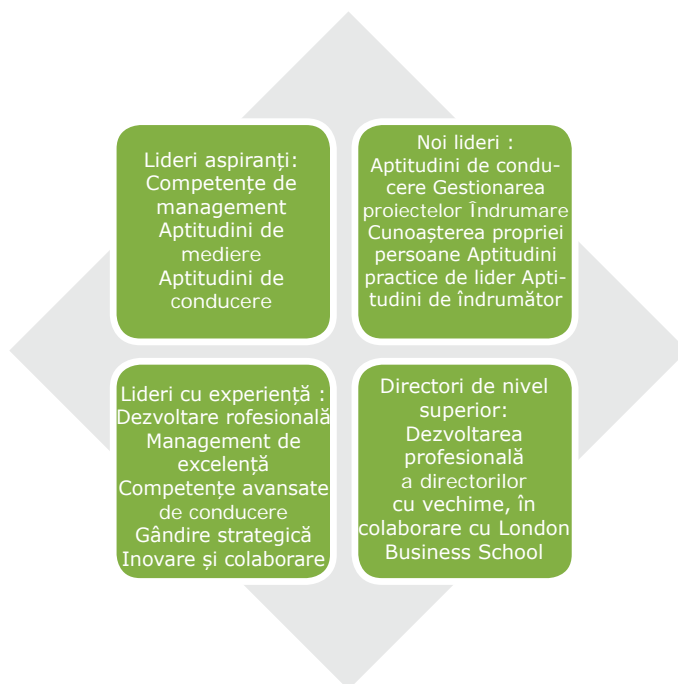 Lideri aspiranți:
Competențe de
management
Aptitudini de
mediere
Aptitudini de
conducere
Noi lideri :
Aptitudini de condu-
cere Gestionarea
proiectelor Îndrumare
Cunoașterea propriei
persoane Aptitudini
practice de lider Apti-
tudini de îndrumător
Lideri cu experiență :
Dezvoltare rofesională
Management de
excelență
Competențe avansate
de conducere
Gândire strategică
Inovare și colaborare
Directori de nivel
superior:
Dezvoltarea
profesională
a directorilor
cu vechime, în
colaborare cu London
Business School